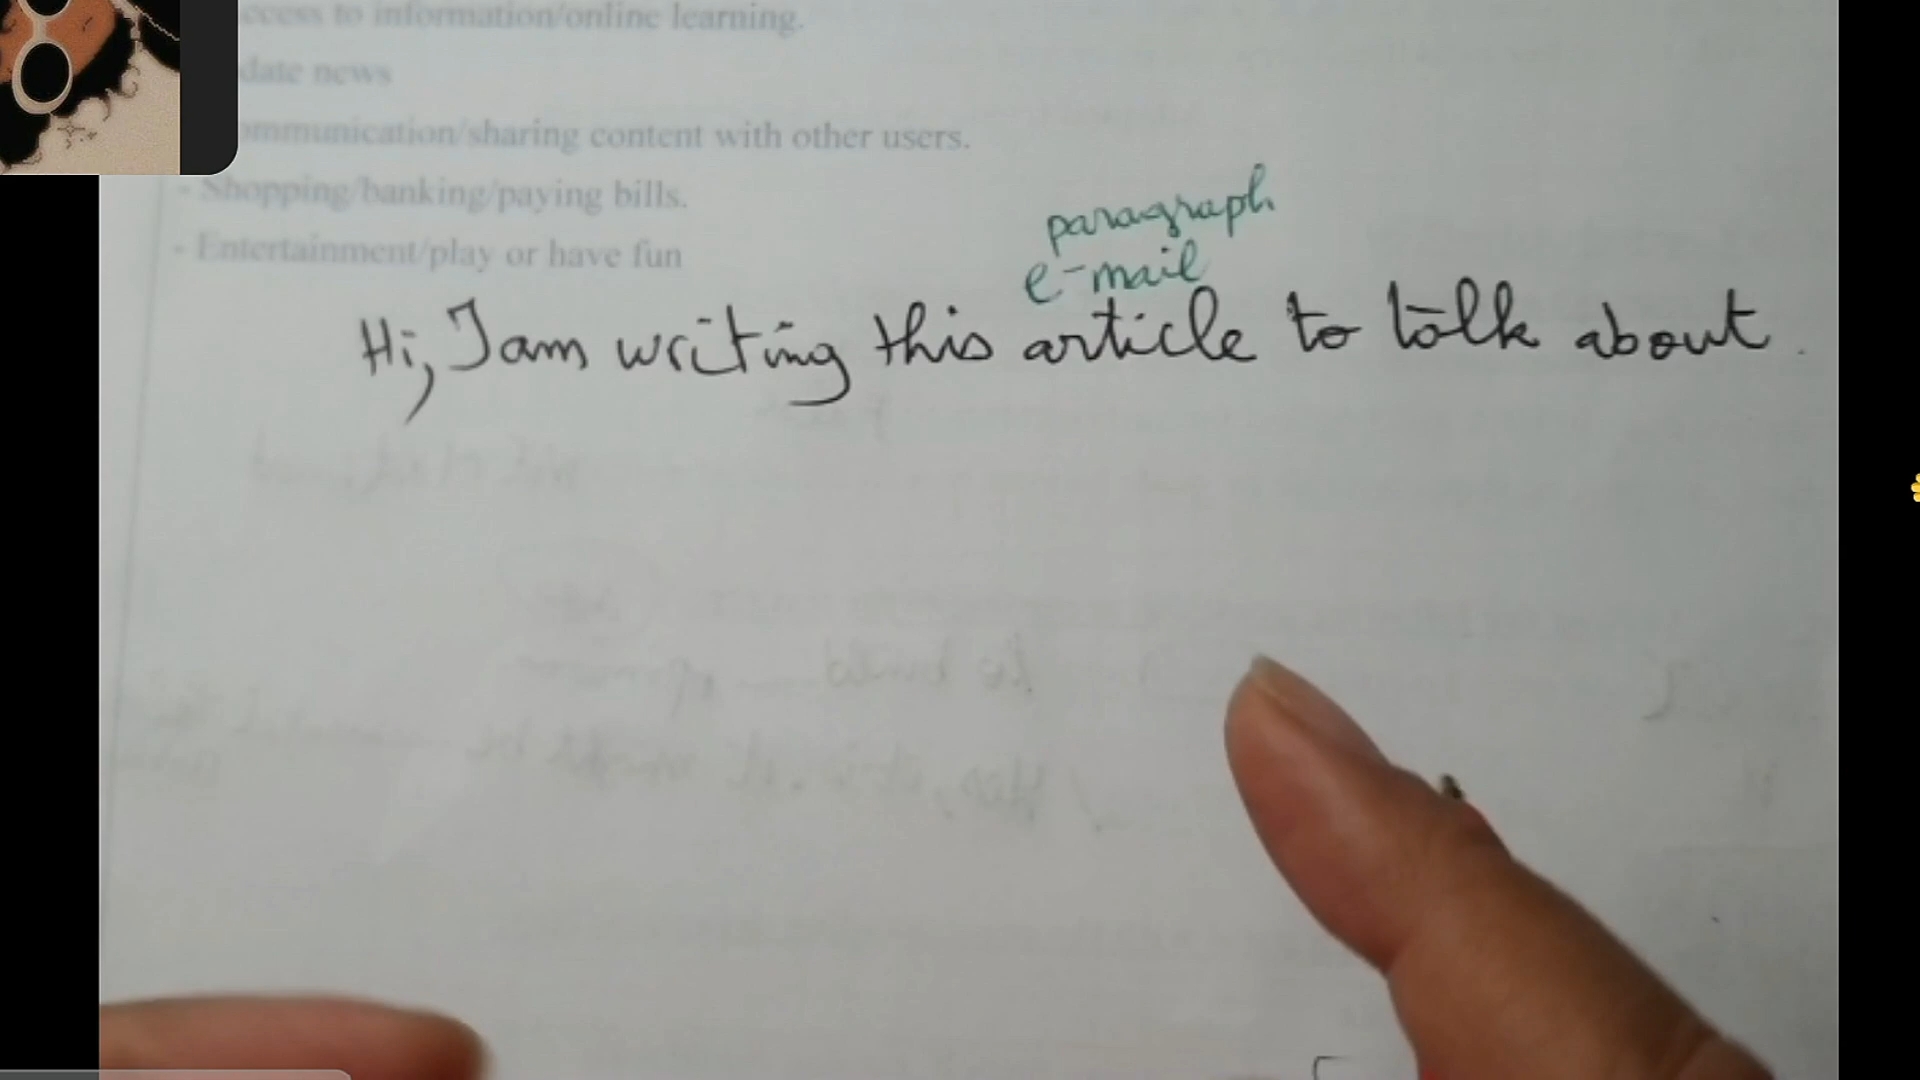 ccess to information/online learning.
date news
ommunication/sharing content with other users.
- Shopping/banking/paying bills.
- Entertainment/play or have fun
paragraph
e-mail
Hi, I am writing this article to talk about